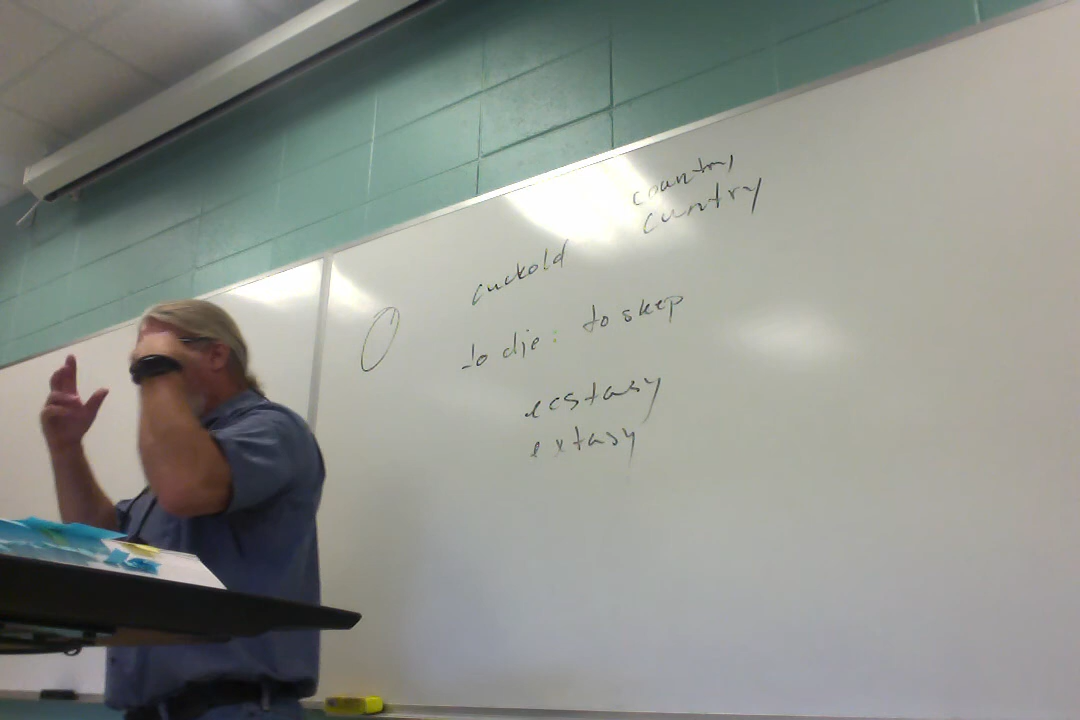 country
cuntry
cuckold
to die: to sleep
ecstasy
extasy